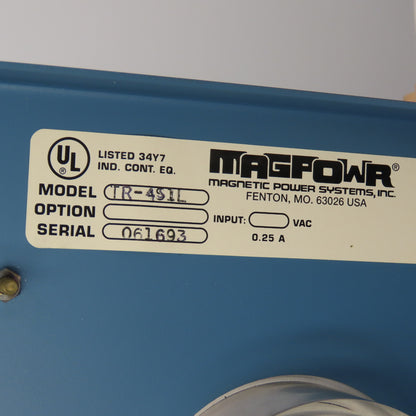 UL®
LISTED 34Y7
IND. CONT. EQ.
MAGPOWR®
MAGNETIC POWER SYSTEMS, INC.
FENTON, MO. 63026 USA
MODEL TR-4S1L
OPTION INPUT: VAC
SERIAL 061693 0.25 A